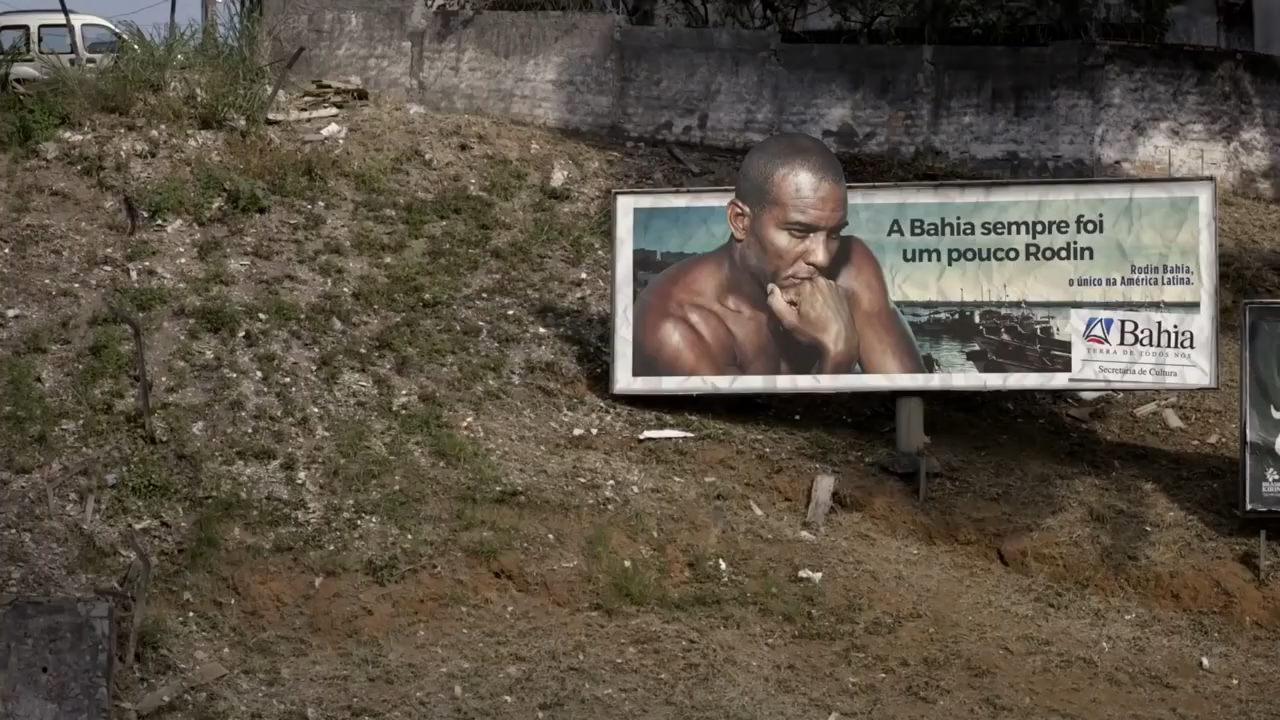 A Bahia sempre foi
um pouco Rodin
Rodin Bahia,
o único na América Latina.
Bahia
TERRA DE TODOS NÓS
Secretaria de Cultura